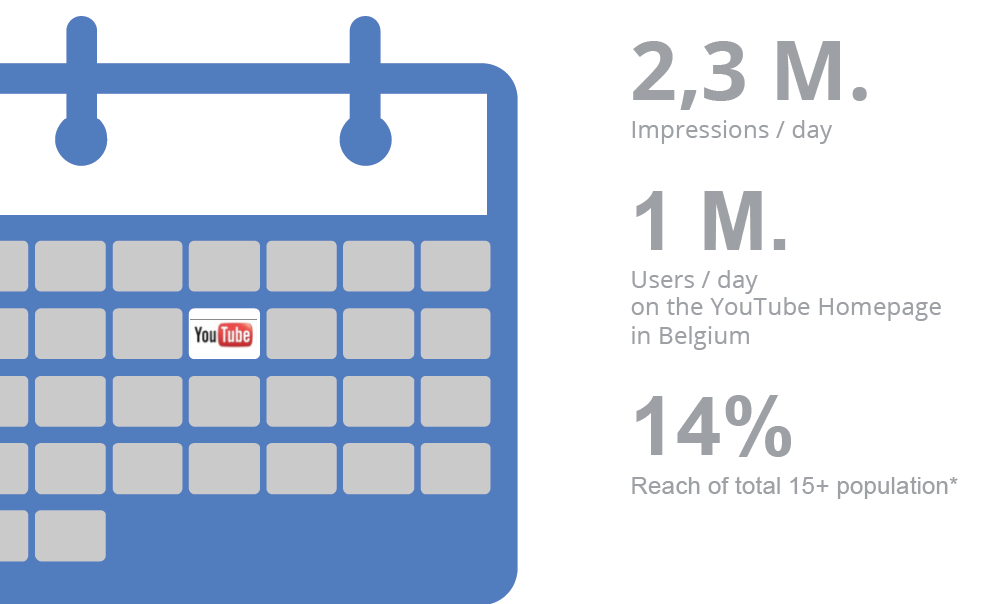 2,3 M.
Impressions / day
1 M.
Users / day
on the YouTube Homepage
in Belgium
14%
Reach of total 15+ population*
YouTube